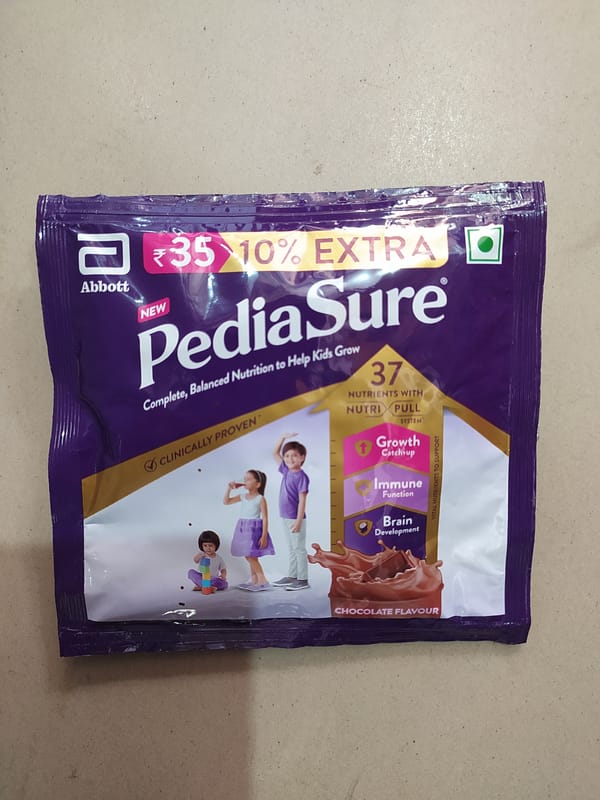 ₹35 10% EXTRA
Abbott
NEW
PediaSure®
Complete, Balanced Nutrition to Help Kids Grow
CLINICALLY PROVEN
37
NUTRIENTS WITH
NUTRI PULL
SYSTEM
Growth
Catch-up
Immune
Function
Brain
Development
CHOCOLATE FLAVOUR